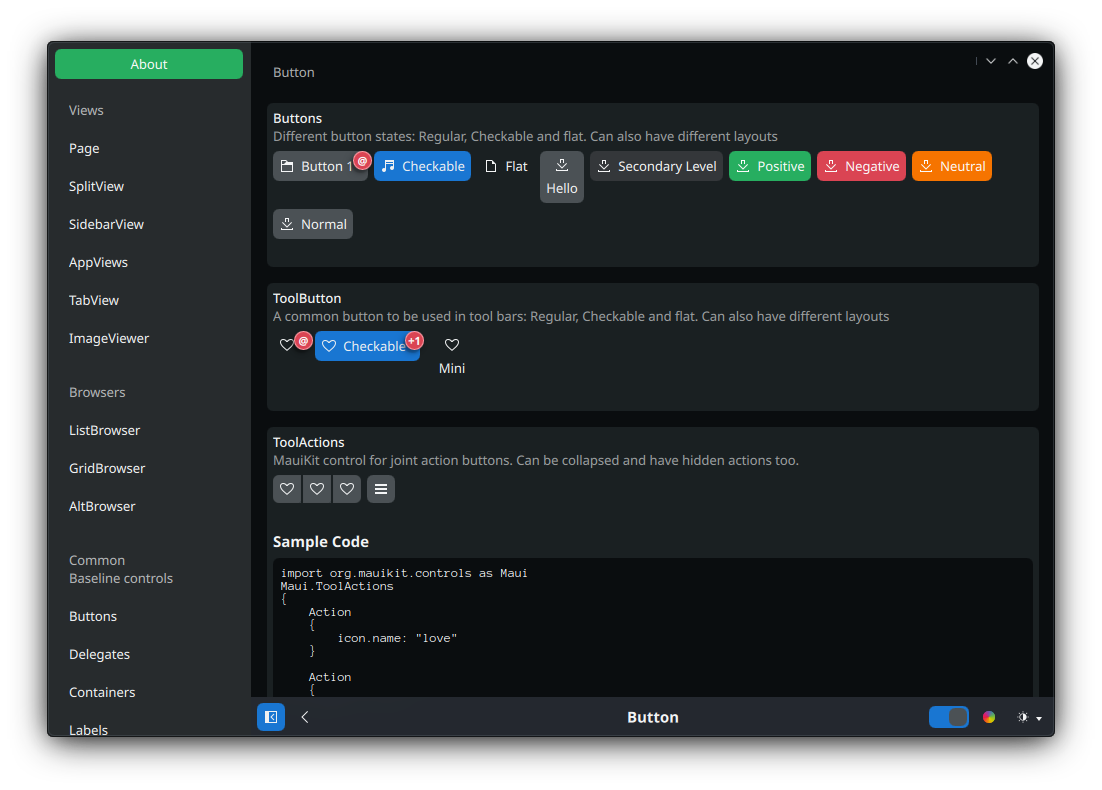 About
Views
Page
SplitView
SidebarView
AppViews
TabView
ImageViewer
Browsers
ListBrowser
GridBrowser
AltBrowser
Common
Baseline controls
Buttons
Delegates
Containers
Labels
Button
Buttons
Different button states: Regular, Checkable and flat. Can also have different layouts
Button 1 @ Checkable Flat Hello Secondary Level Positive Negative Neutral
Normal
ToolButton
A common button to be used in tool bars: Regular, Checkable and flat. Can also have different layouts
@ Checkable +1
Mini
ToolActions
MauiKit control for joint action buttons. Can be collapsed and have hidden actions too.
Sample Code
import org.mauikit.controls as Maui
Maui.ToolActions
{
    Action
    {
        icon.name: "love"
    }
    Action
    {
Button